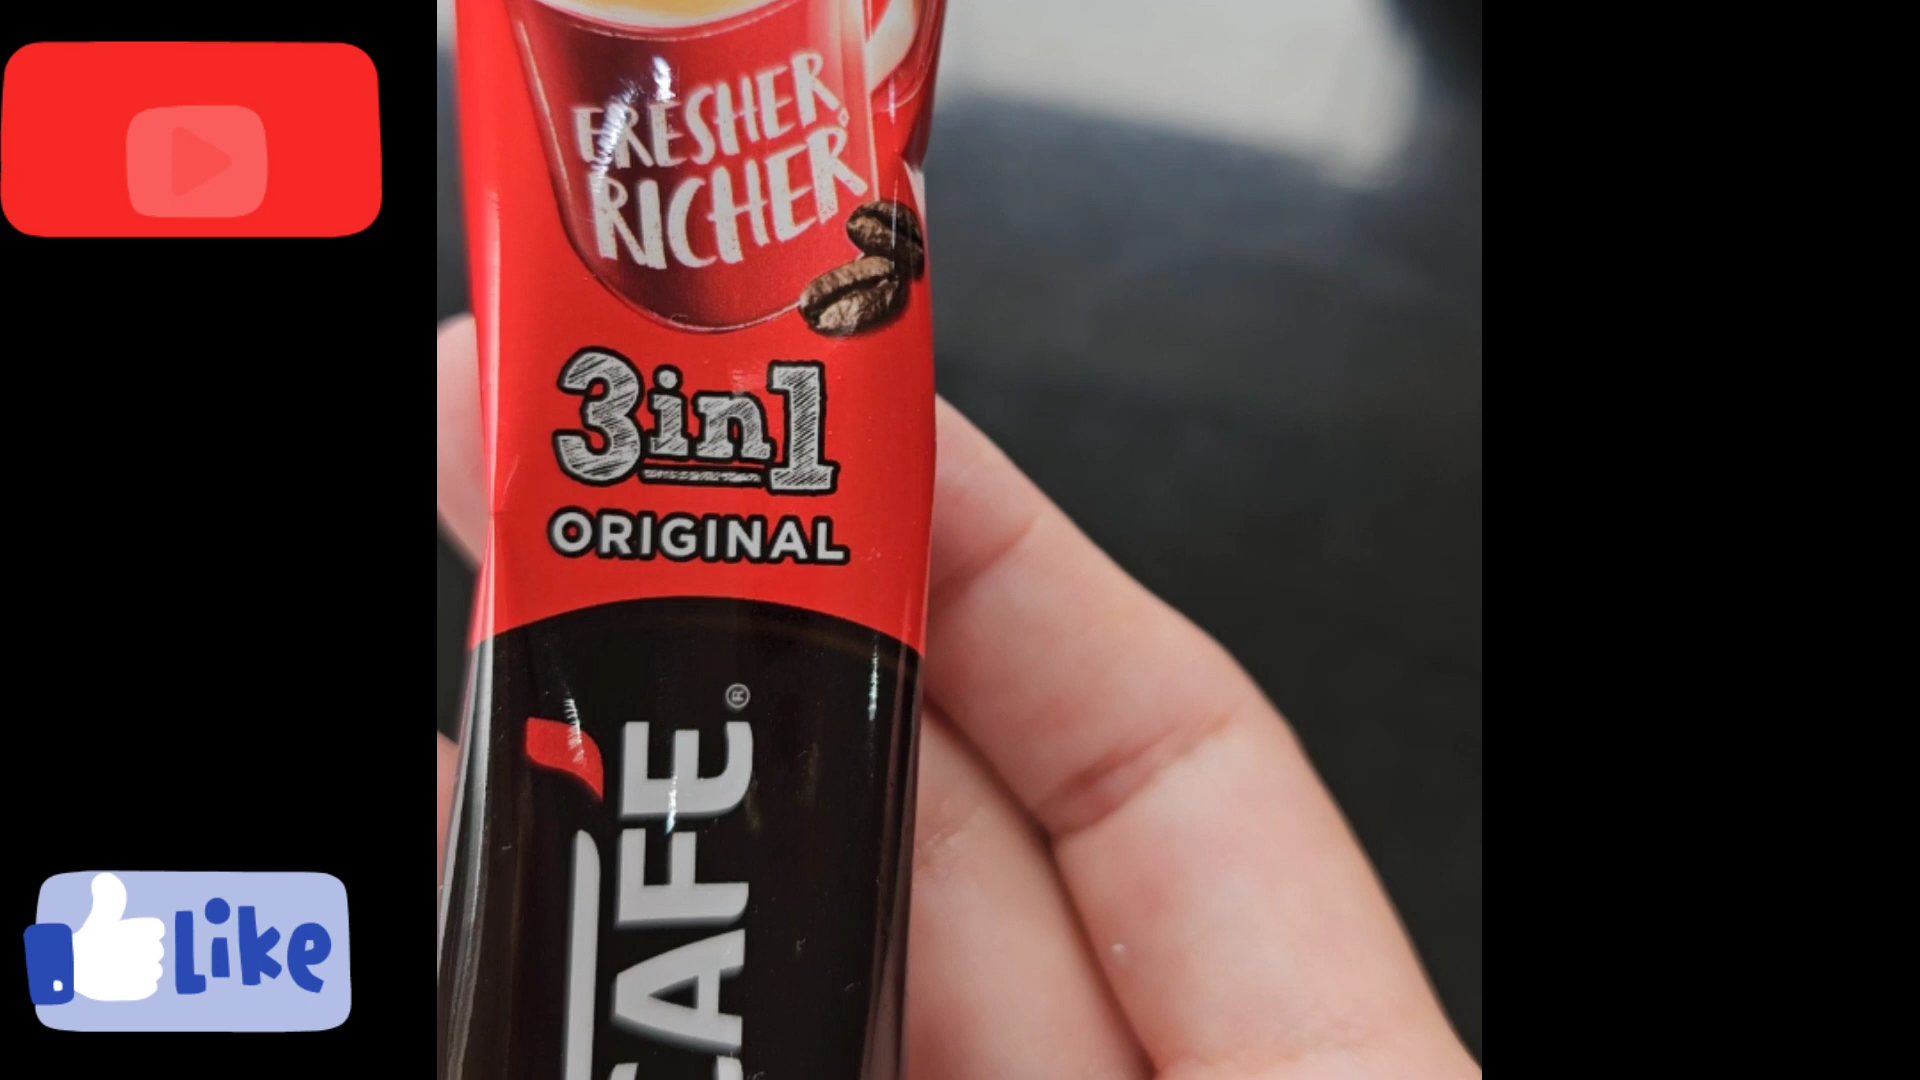 FRESHER
RICHER
3in1
ORIGINAL
CAFE®
Like